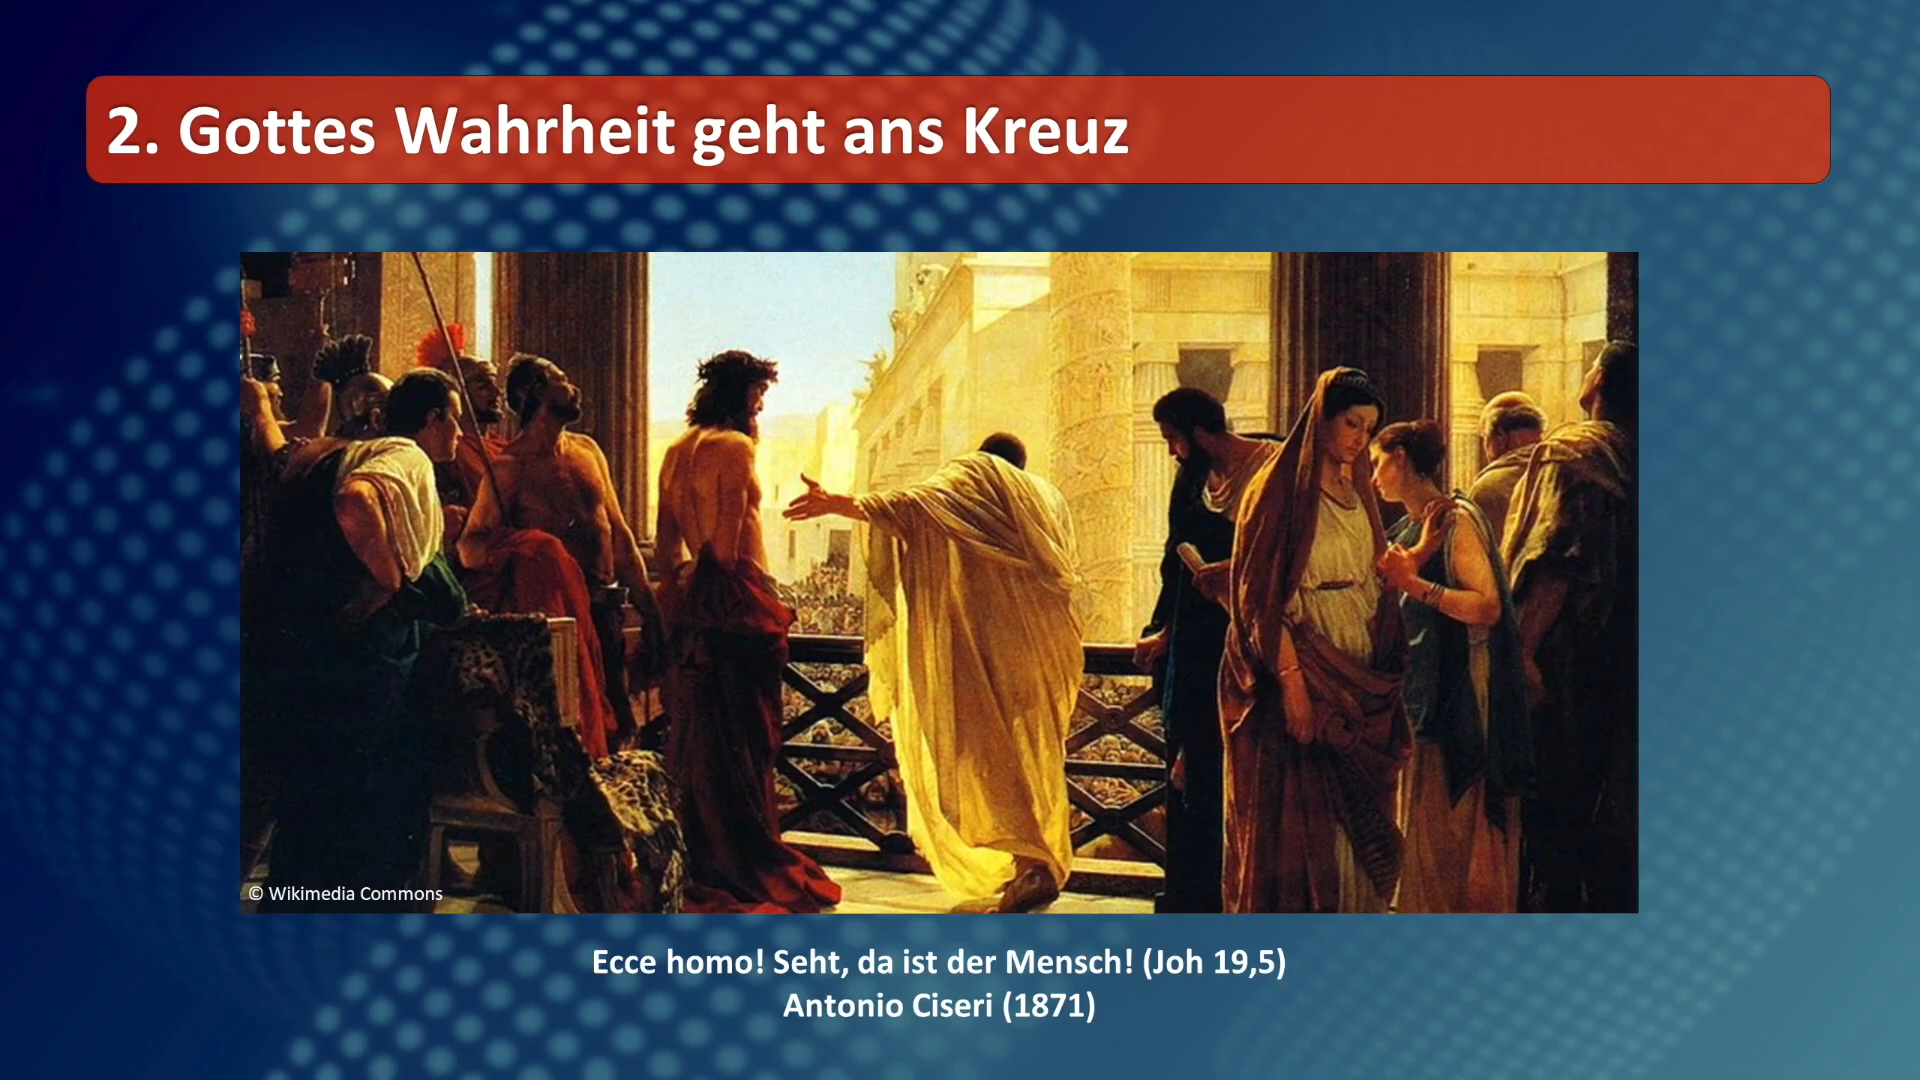 2. Gottes Wahrheit geht ans Kreuz
© Wikimedia Commons
Ecce homo! Seht, da ist der Mensch! (Joh 19,5)
Antonio Ciseri (1871)